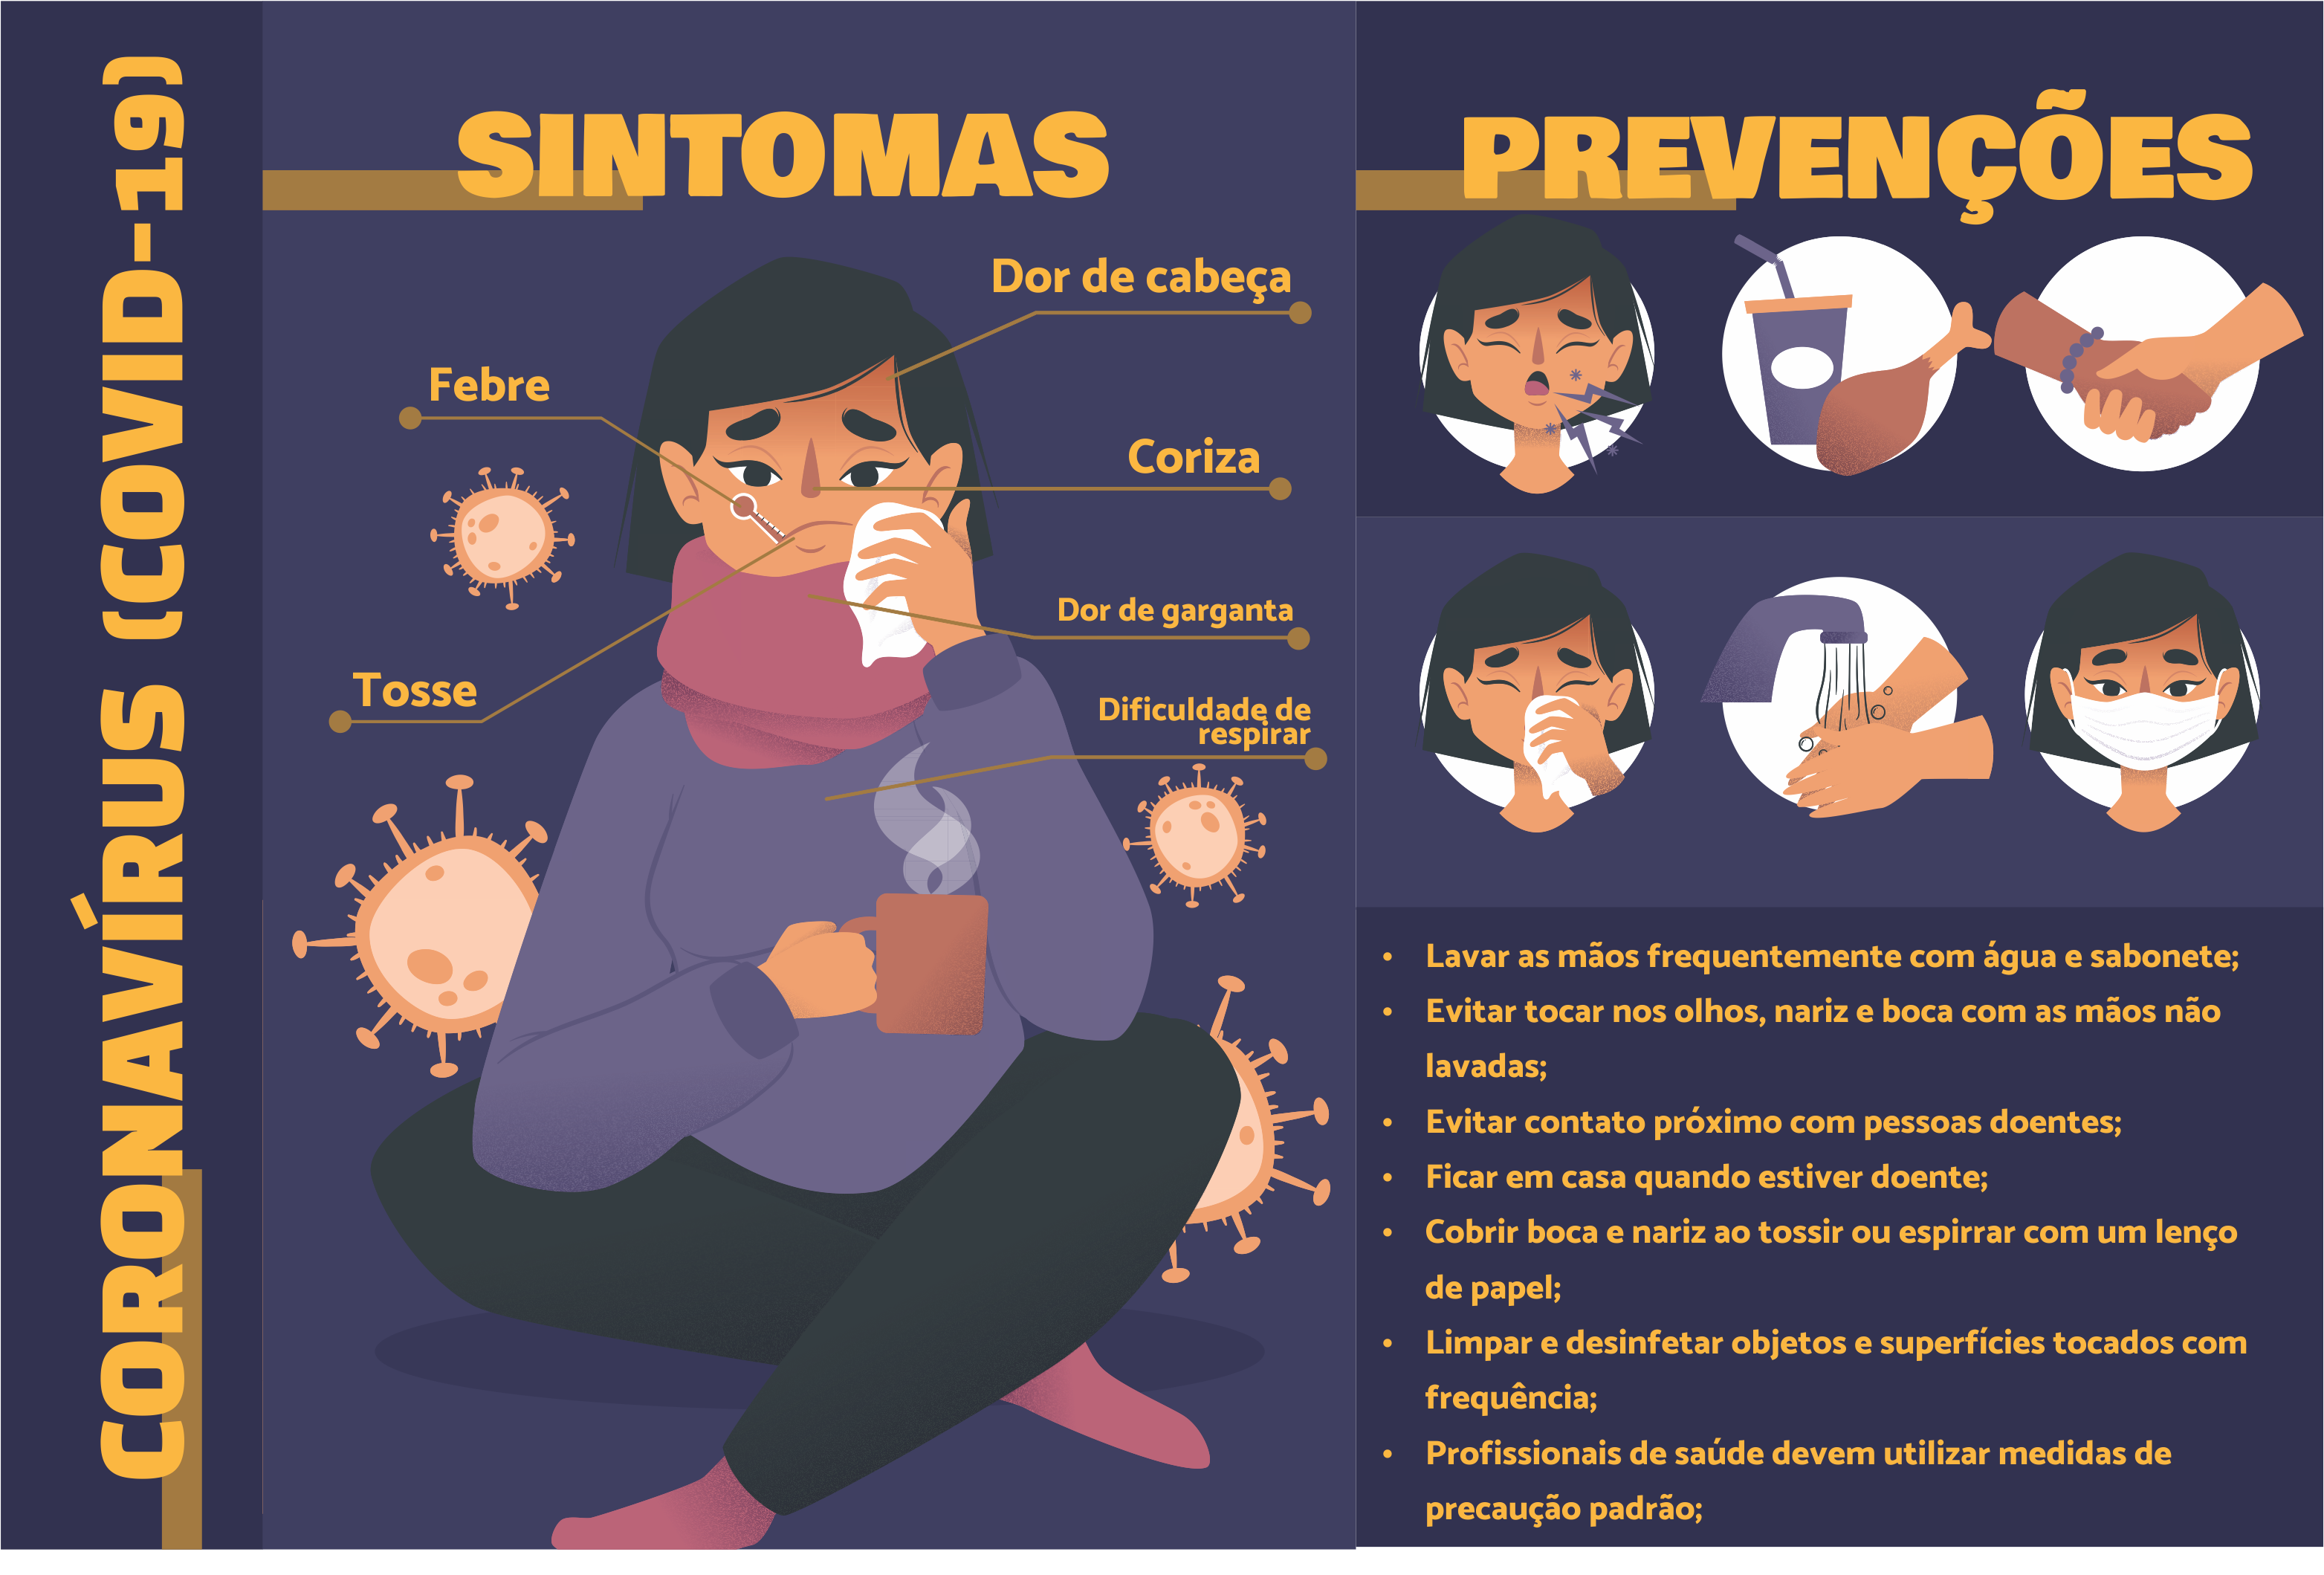 CORONAVÍRUS (COVID-19)
SINTOMAS
Dor de cabeça
Febre
Coriza
Dor de garganta
Tosse
Dificuldade de
respirar
PREVENÇÕES
• Lavar as mãos frequentemente com água e sabonete;
• Evitar tocar nos olhos, nariz e boca com as mãos não
lavadas;
• Evitar contato próximo com pessoas doentes;
• Ficar em casa quando estiver doente;
• Cobrir boca e nariz ao tossir ou espirrar com um lenço
de papel;
• Limpar e desinfetar objetos e superfícies tocados com
frequência;
• Profissionais de saúde devem utilizar medidas de
precaução padrão;